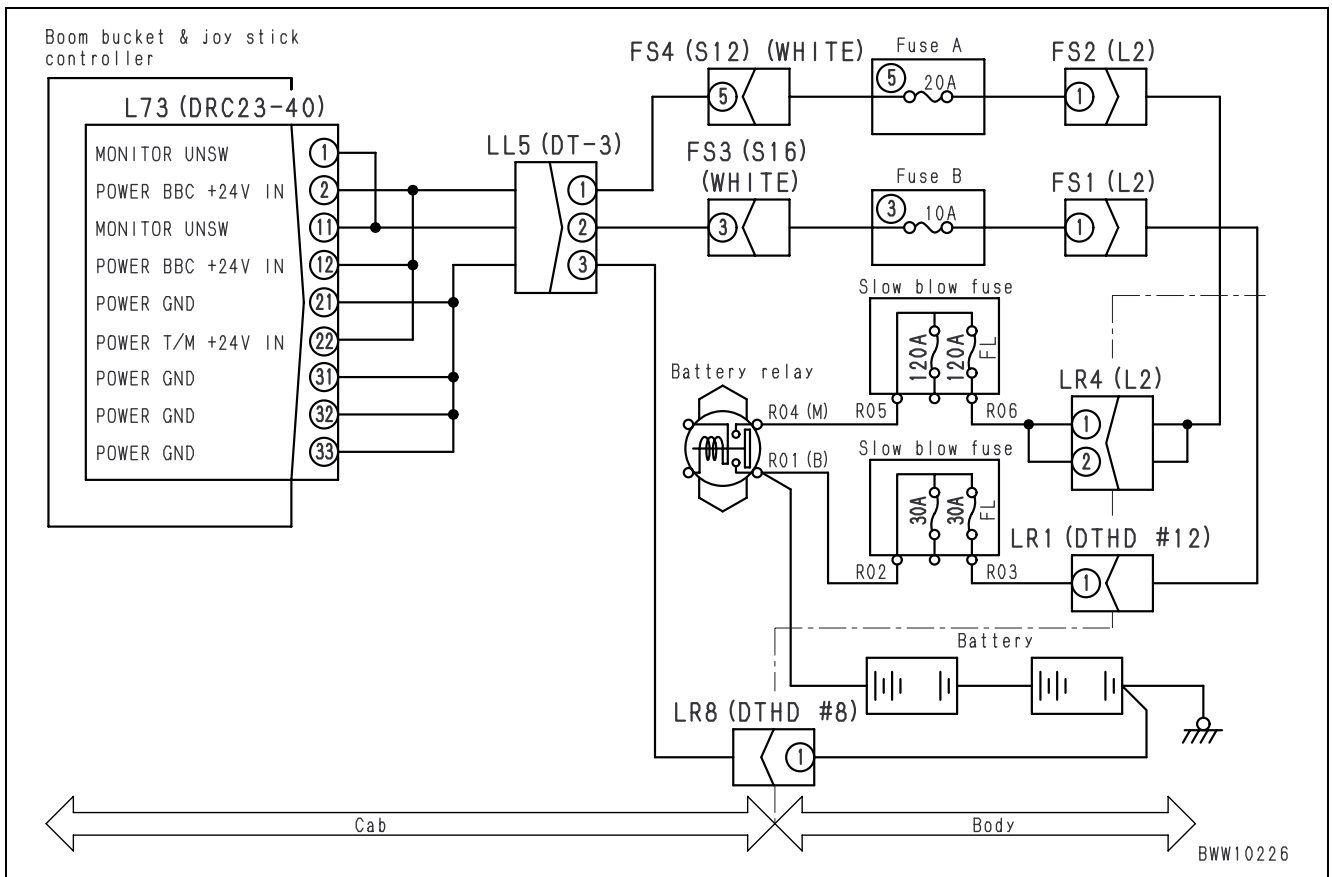 Boom bucket & joy stick
controller
L73 (DRC23-40)
MONITOR UNSW
1
POWER BBC +24V IN
2
MONITOR UNSW
11
POWER BBC +24V IN
12
POWER GND
21
POWER T/M +24V IN
22
POWER GND
31
POWER GND
32
POWER GND
33
LL5 (DT-3)
1
2
3
FS4 (S12) (WHITE)
5
Fuse A
5
20A
FS2 (L2)
1
FS3 (S16)
(WHITE)
3
Fuse B
3
10A
FS1 (L2)
1
Slow blow fuse
120A
120A
FL
Battery relay
R04 (M)
R05
R06
LR4 (L2)
1
2
R01 (B)
Slow blow fuse
30A
30A
FL
R02
R03
LR1 (DTHD #12)
1
Battery
LR8 (DTHD #8)
1
Cab
Body
BWW10226